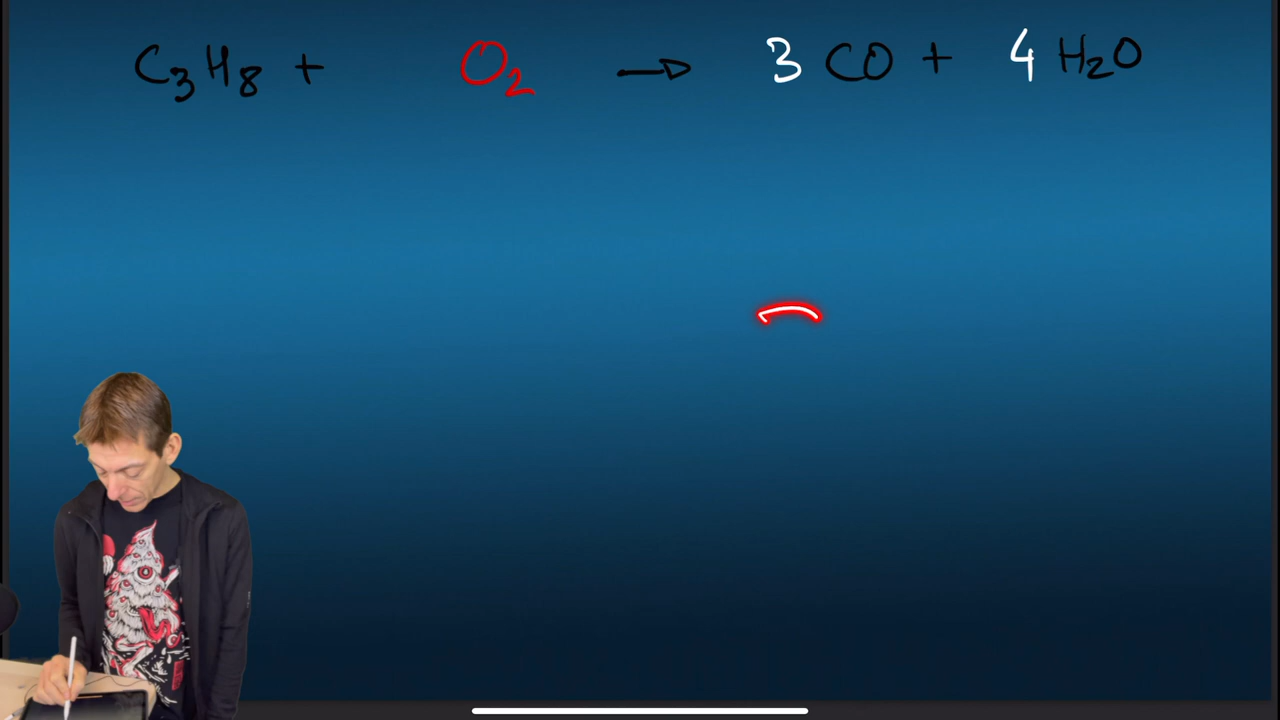 C₃H₈ + O₂ → 3 CO + 4 H₂O